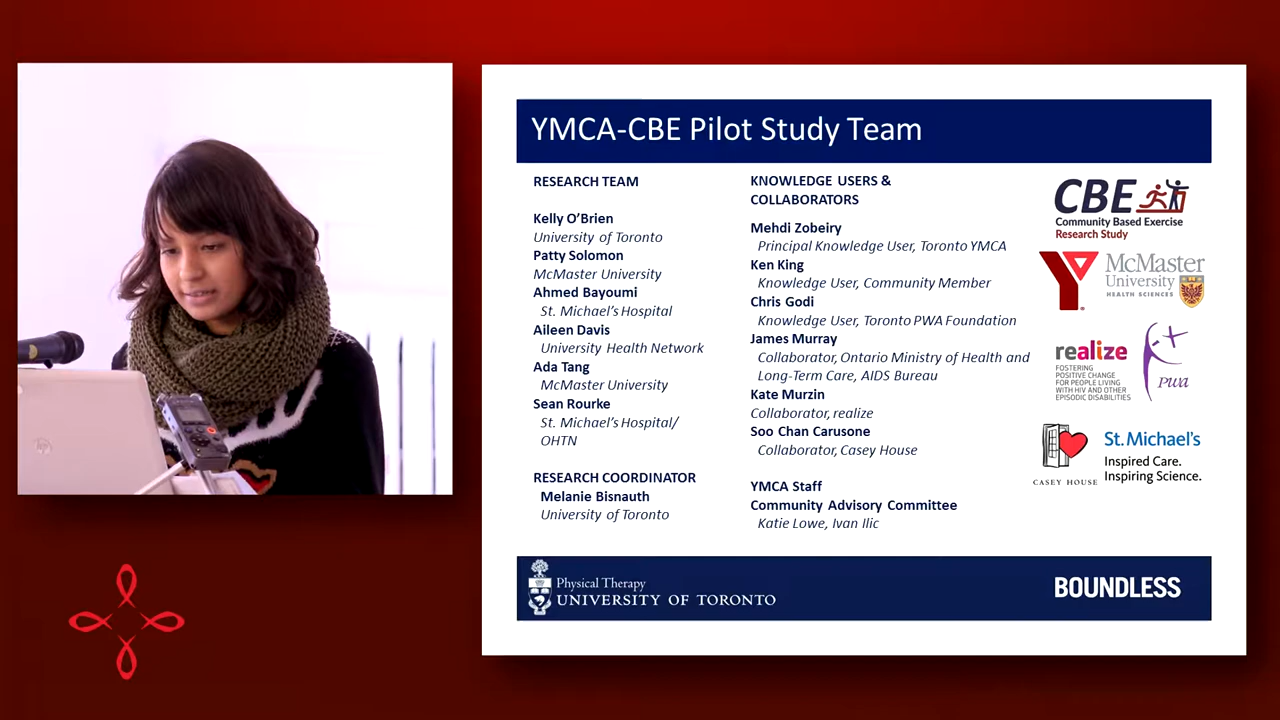 YMCA-CBE Pilot Study Team
RESEARCH TEAM
Kelly O'Brien
University of Toronto
Patty Solomon
McMaster University
Ahmed Bayoumi
St. Michael's Hospital
Aileen Davis
University Health Network
Ada Tang
McMaster University
Sean Rourke
St. Michael's Hospital/
OHTN
RESEARCH COORDINATOR
Melanie Bisnauth
University of Toronto
KNOWLEDGE USERS &
COLLABORATORS
Mehdi Zobeiry
Principal Knowledge User, Toronto YMCA
Ken King
Knowledge User, Community Member
Chris Godi
Knowledge User, Toronto PWA Foundation
James Murray
Collaborator, Ontario Ministry of Health and
Long-Term Care, AIDS Bureau
Kate Murzin
Collaborator, realize
Soo Chan Carusone
Collaborator, Casey House
YMCA Staff
Community Advisory Committee
Katie Lowe, Ivan Ilic
CBE
Community Based Exercise
Research Study
McMaster
University
HEALTH SCIENCES
realize
FOSTERING
POSITIVE CHANGE
FOR PEOPLE LIVING
WITH HIV AND OTHER
EPISODIC DISABILITIES
pwa
CASEY HOUSE
St. Michael's
Inspired Care.
Inspiring Science.
Physical Therapy
UNIVERSITY OF TORONTO
BOUNDLESS